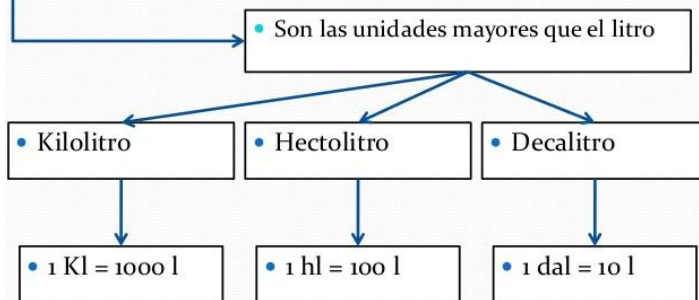 Son las unidades mayores que el litro
Kilolitro
Hectolitro
Decalitro
1 Kl = 1000 l
1 hl = 100 l
1 dal = 10 l